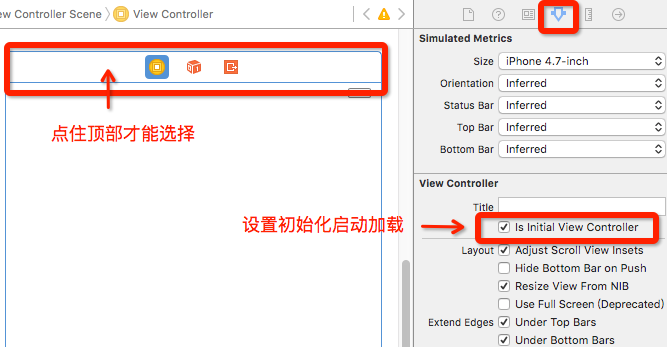 w Controller Scene
View Controller
点住顶部才能选择
设置初始化启动加载
Simulated Metrics
Size iPhone 4.7-inch
Orientation Inferred
Status Bar Inferred
Top Bar Inferred
Bottom Bar Inferred
View Controller
Title
Is Initial View Controller
Layout Adjust Scroll View Insets
Hide Bottom Bar on Push
Resize View From NIB
Use Full Screen (Deprecated)
Extend Edges Under Top Bars
Under Bottom Bars